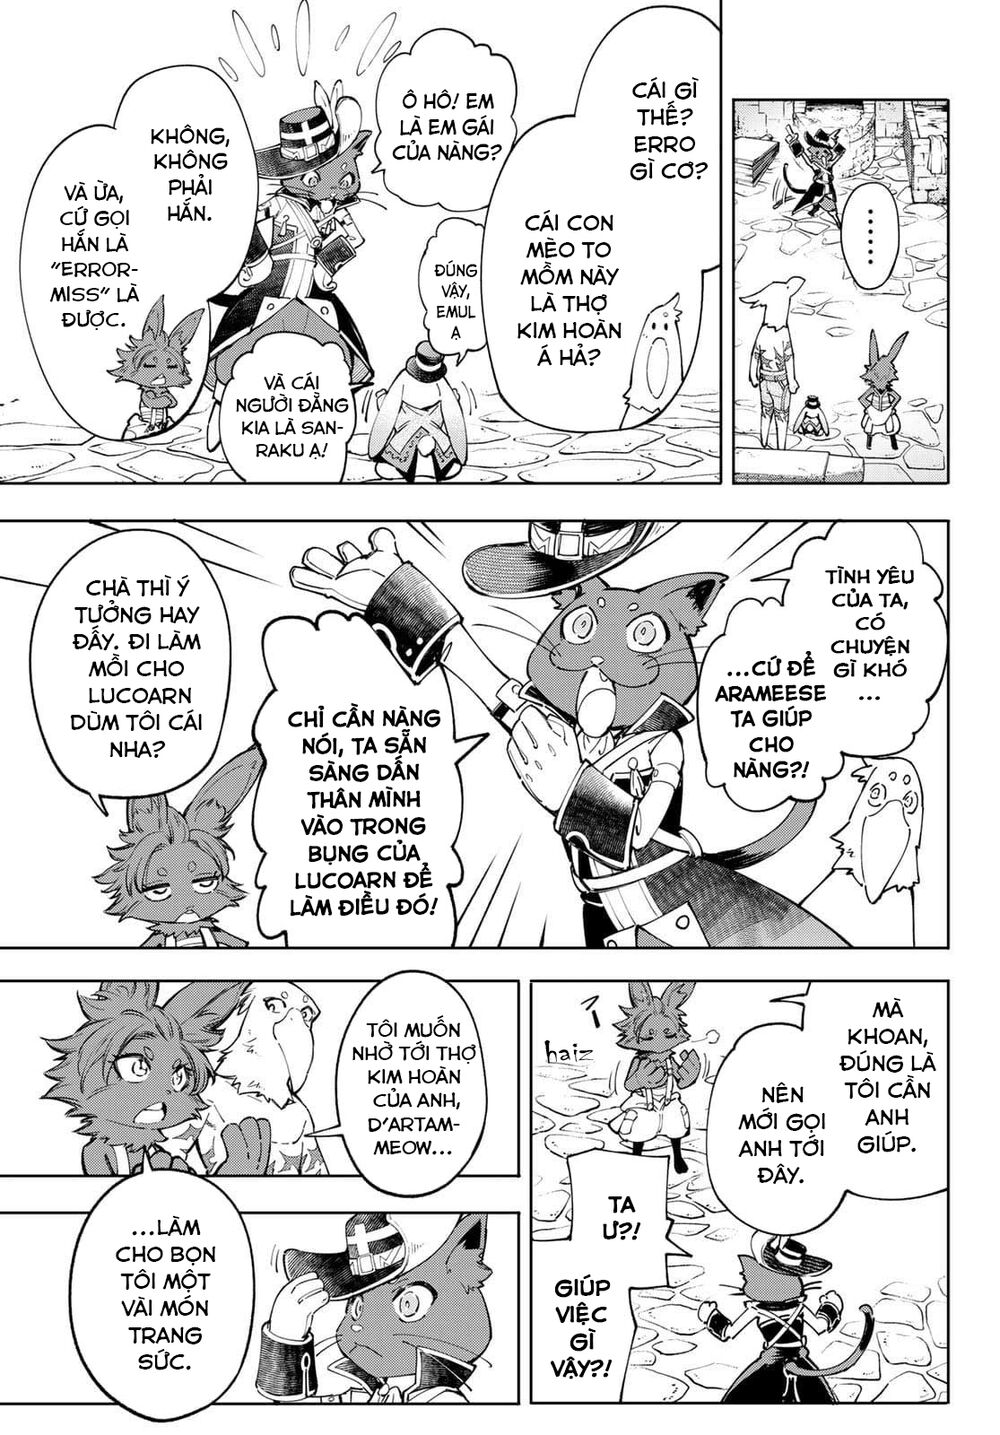 ......
CÁI GÌ
THẾ?
ERRO
GÌ CƠ?
CÁI CON
MÈO TO
MỒM NÀY
LÀ THỢ
KIM HOÀN
Á HẢ?
Ô HÔ! EM
LÀ EM GÁI
CỦA NÀNG?
ĐÚNG
VẬY,
EMUL
Ạ
VÀ CÁI
NGƯỜI ĐẰNG
KIA LÀ SAN-
RAKU Ạ!
KHÔNG,
KHÔNG
PHẢI
HẮN.
VÀ ỪA,
CỨ GỌI
HẮN LÀ
"ERROR-
MISS" LÀ
ĐƯỢC.
TÌNH YÊU
CỦA TA,
CÓ
CHUYỆN
GÌ KHÓ
...
...CỨ ĐỂ
ARAMEESE
TA GIÚP
CHO
NÀNG?!
CHỈ CẦN NÀNG
NÓI, TA SẴN
SÀNG DẤN
THÂN MÌNH
VÀO TRONG
BỤNG CỦA
LUCOARN ĐỂ
LÀM ĐIỀU ĐÓ!
CHÀ THÌ Ý
TƯỞNG HAY
ĐẤY. ĐI LÀM
MỒI CHO
LUCOARN
DÙM TÔI CÁI
NHA?
MÀ
KHOAN,
ĐÚNG LÀ
TÔI CẦN
ANH
GIÚP.
NÊN
MỚI GỌI
ANH TỚI
ĐÂY.
haiz
TA
Ư?!
GIÚP
VIỆC
GÌ
VẬY?!
TÔI MUỐN
NHỜ TỚI THỢ
KIM HOÀN
CỦA ANH,
D'ARTAM-
MEOW...
...LÀM
CHO BỌN
TÔI MỘT
VÀI MÓN
TRANG
SỨC.